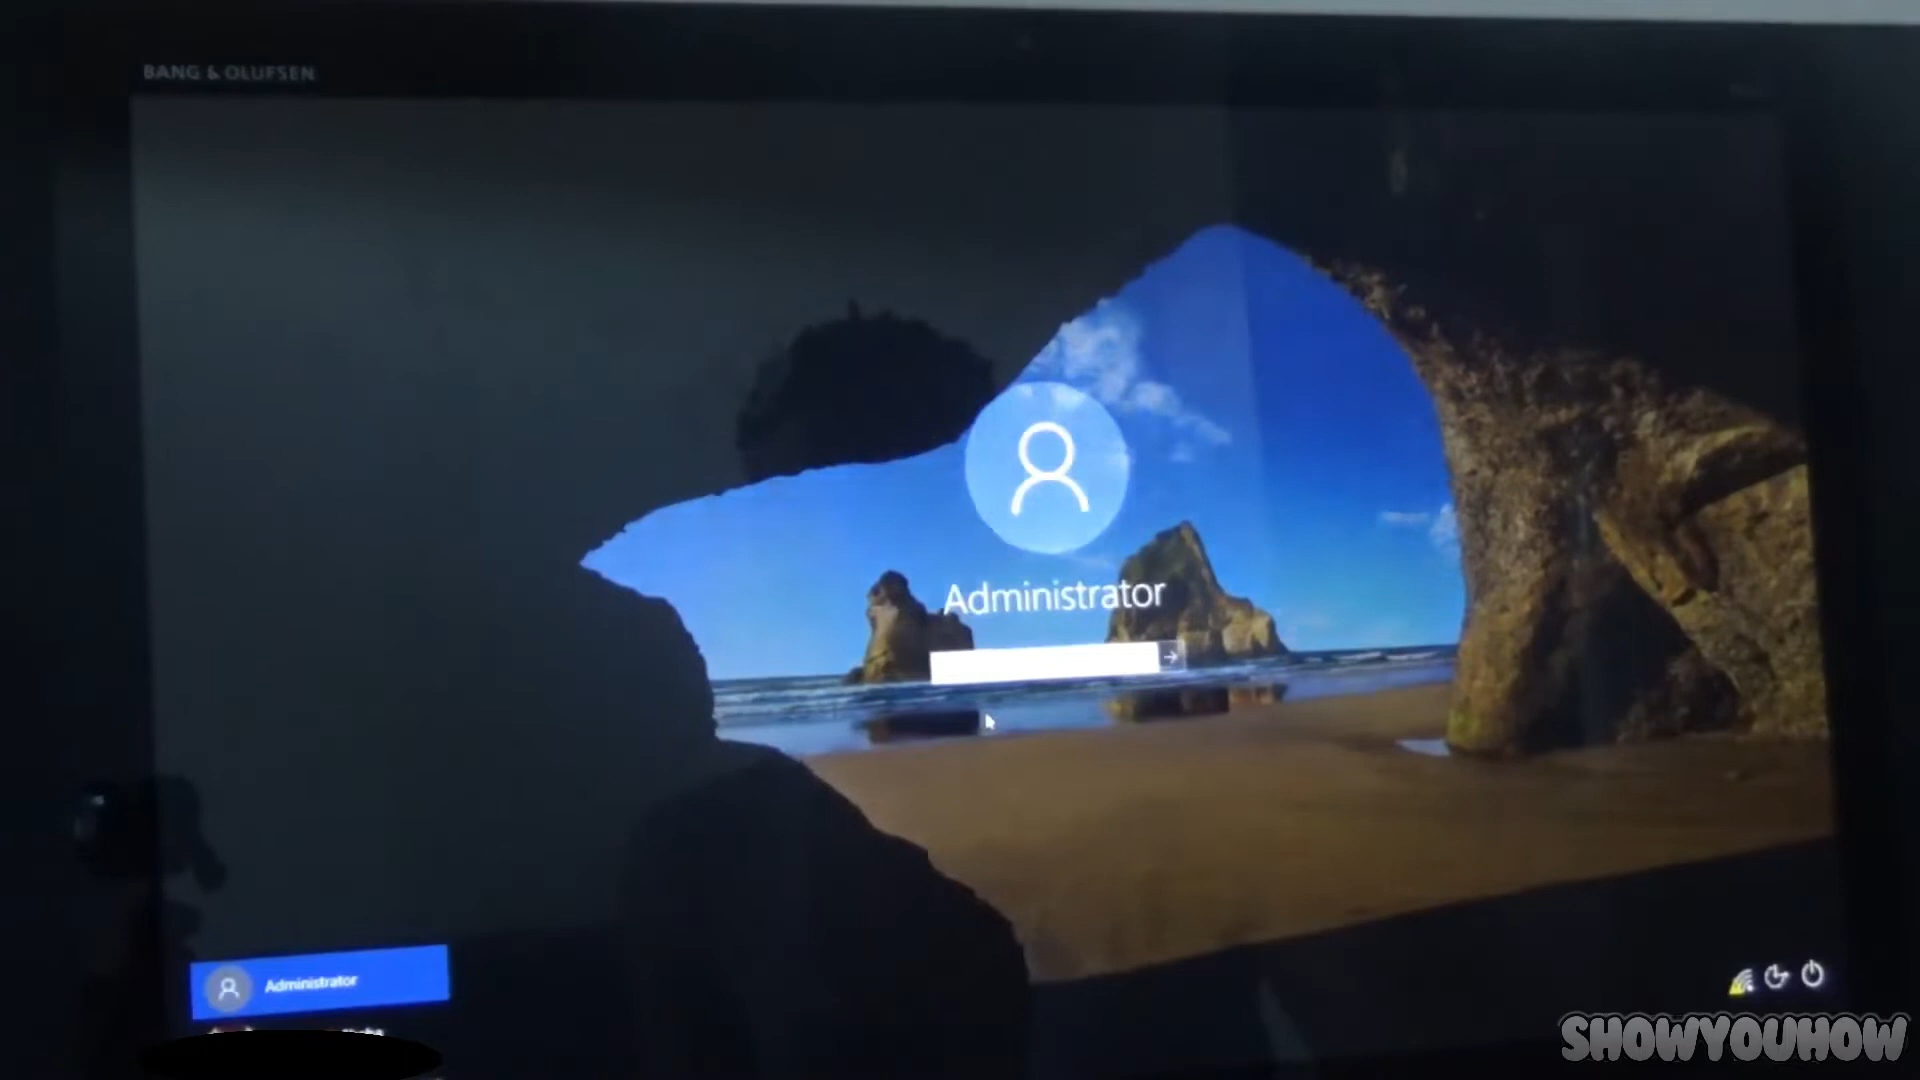 BANG & OLUFSEN
Administrator
Administrator
SHOWYOUHOW